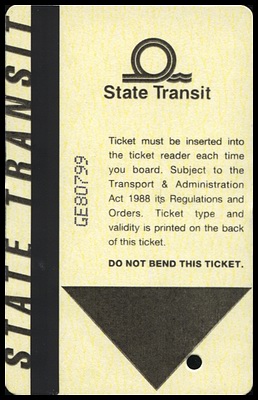 STATE TRANSIT
State Transit
Ticket must be inserted into
the ticket reader each time
you board. Subject to the
Transport & Administration
Act 1988 its Regulations and
Orders. Ticket type and
validity is printed on the back
of this ticket.
DO NOT BEND THIS TICKET.
GE80799